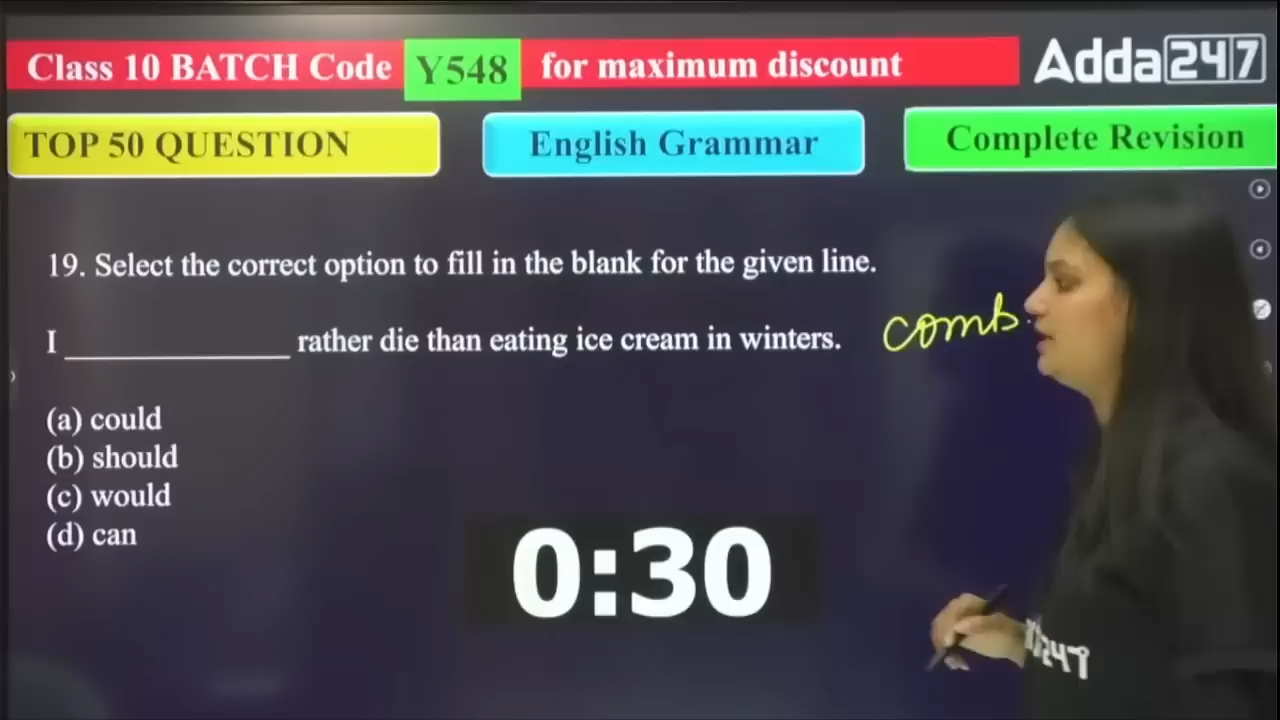 Class 10 BATCH Code Y548 for maximum discount
Adda247
TOP 50 QUESTION
English Grammar
Complete Revision
19. Select the correct option to fill in the blank for the given line.
I ______________ rather die than eating ice cream in winters.
comb
(a) could
(b) should
(c) would
(d) can
0:30